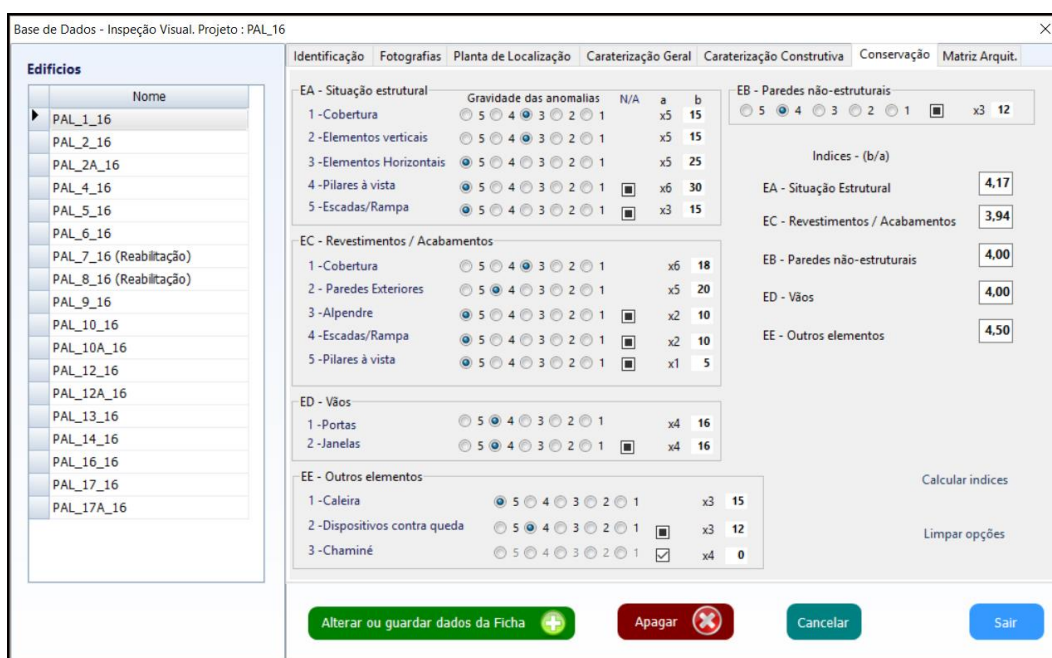 Base de Dados - Inspeção Visual. Projeto : PAL_16
Edifícios
Nome
PAL_1_16
PAL_2_16
PAL_2A_16
PAL_4_16
PAL_5_16
PAL_6_16
PAL_7_16 (Reabilitação)
PAL_8_16 (Reabilitação)
PAL_9_16
PAL_10_16
PAL_10A_16
PAL_12_16
PAL_12A_16
PAL_13_16
PAL_14_16
PAL_16_16
PAL_17_16
PAL_17A_16
Identificação Fotografias Planta de Localização Caraterização Geral Caraterização Construtiva Conservação Matriz Arquit.
EA - Situação estrutural
Gravidade das anomalias N/A a b
1 -Cobertura 5 4 3 2 1 x5 15
2 -Elementos verticais 5 4 3 2 1 x5 15
3 -Elementos Horizontais 5 4 3 2 1 x5 25
4 -Pilares à vista 5 4 3 2 1 x6 30
5 -Escadas/Rampa 5 4 3 2 1 x3 15
EC - Revestimentos / Acabamentos
1 -Cobertura 5 4 3 2 1 x6 18
2 - Paredes Exteriores 5 4 3 2 1 x5 20
3 -Alpendre 5 4 3 2 1 x2 10
4 -Escadas/Rampa 5 4 3 2 1 x2 10
5 -Pilares à vista 5 4 3 2 1 x1 5
ED - Vãos
1 -Portas 5 4 3 2 1 x4 16
2 -Janelas 5 4 3 2 1 x4 16
EE - Outros elementos
1 -Caleira 5 4 3 2 1 x3 15
2 -Dispositivos contra queda 5 4 3 2 1 x3 12
3 -Chaminé 5 4 3 2 1 x4 0
EB - Paredes não-estruturais
5 4 3 2 1 x3 12
Indices - (b/a)
EA - Situação Estrutural 4,17
EC - Revestimentos / Acabamentos 3,94
EB - Paredes não-estruturais 4,00
ED - Vãos 4,00
EE - Outros elementos 4,50
Calcular indices
Limpar opções
Alterar ou guardar dados da Ficha
Apagar
Cancelar
Sair